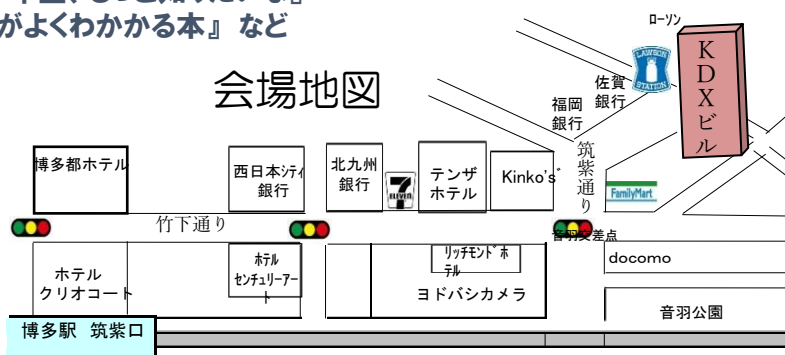 がよくわかかる本』 など
会場地図
ローソン
LAWSON
STATION
KDXビル
佐賀
銀行
福岡
銀行
筑紫通り
博多都ホテル
西日本シティ
銀行
北九州
銀行
7
ELEVEN
テンザ
ホテル
Kinko's
FamilyMart
竹下通り
音羽交差点
ホテル
クリオコート
ホテル
センチュリーアー
ト
リッチモンドホ
テル
ヨドバシカメラ
docomo
音羽公園
博多駅 筑紫口